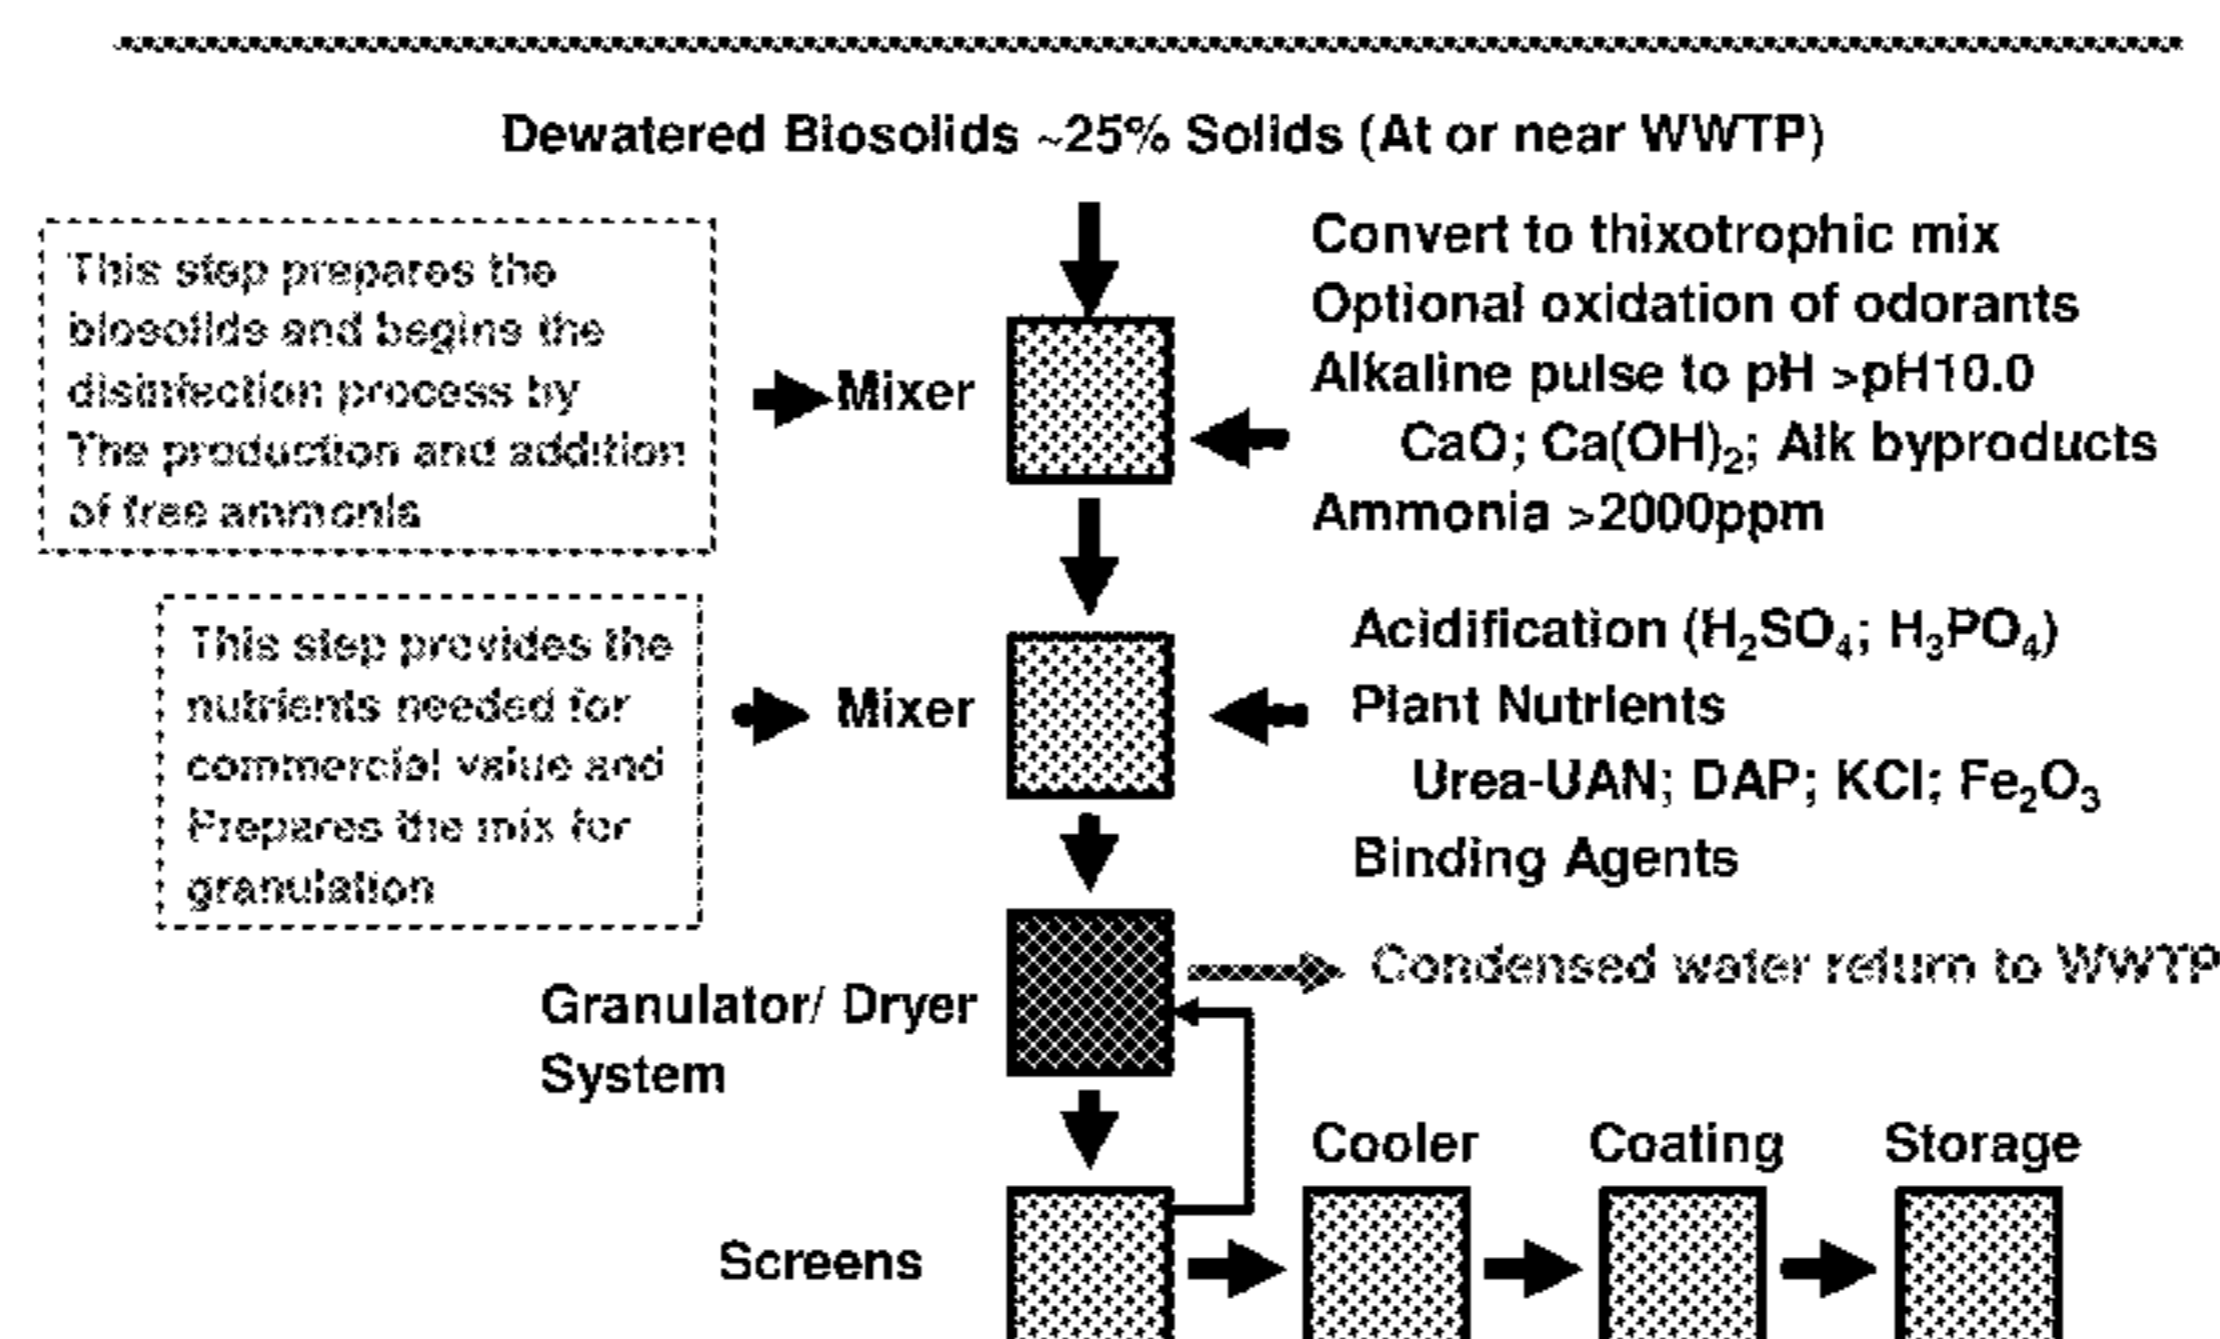 Dewatered Biosolids ~25% Solids (At or near WWTP)
This step prepares the
biosolids and begins the
disinfection process by
The production and addition
of free ammonia
Mixer
Convert to thixotrophic mix
Optional oxidation of odorants
Alkaline pulse to pH >pH10.0
CaO; Ca(OH)₂; Alk byproducts
Ammonia >2000ppm
This step provides the
nutrients needed for
commercial value and
Prepares the mix for
granulation
Mixer
Acidification (H₂SO₄; H₃PO₄)
Plant Nutrients
Urea-UAN; DAP; KCl; Fe₂O₃
Binding Agents
Granulator/ Dryer
System
Condensed water return to WWTP
Cooler
Coating
Storage
Screens